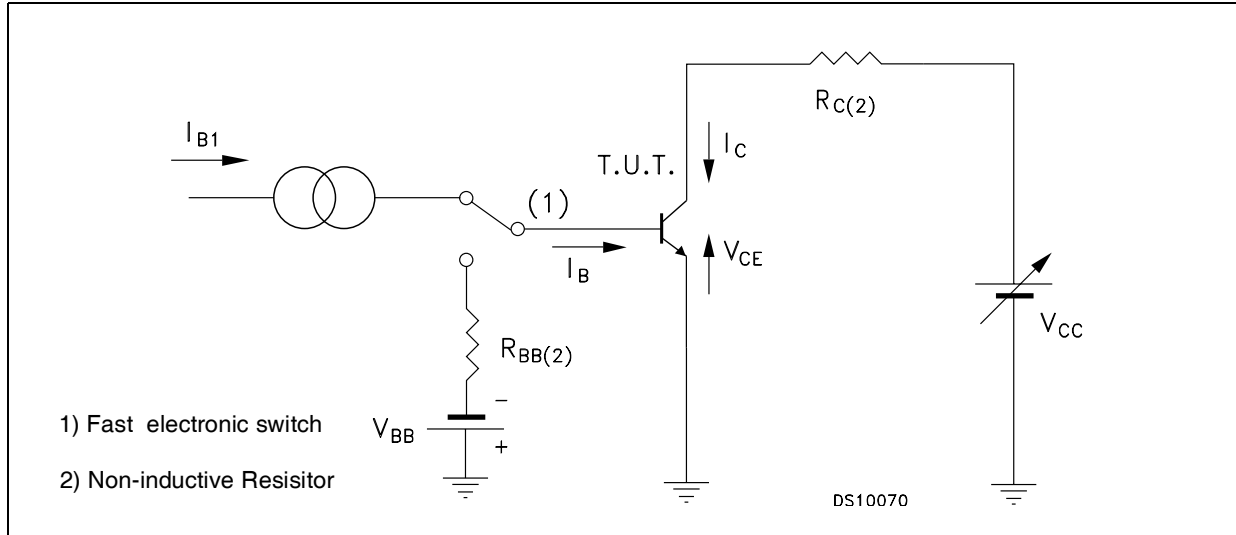 R_C(2)
I_B1
I_C
T.U.T.
(1)
V_CE
I_B
V_CC
R_BB(2)
–
V_BB
+
1) Fast electronic switch
2) Non-inductive Resisitor
DS10070